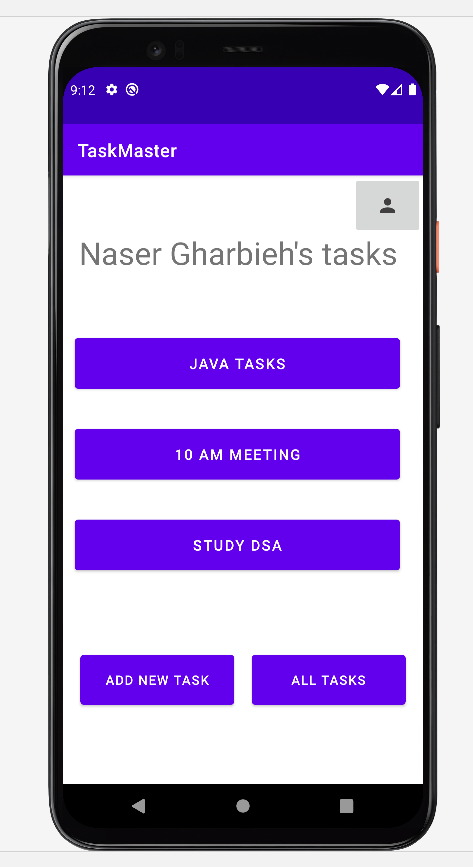 9:12
TaskMaster
Naser Gharbieh's tasks
JAVA TASKS
10 AM MEETING
STUDY DSA
ADD NEW TASK
ALL TASKS